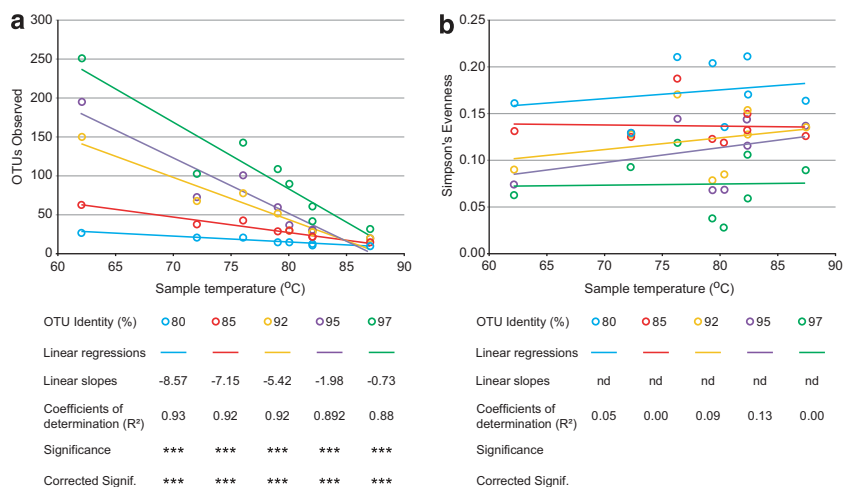 a
300
250
200
150
100
50
0
OTUs Observed
60 65 70 75 80 85 90
Sample temperature (°C)
OTU Identity (%) 80 85 92 95 97
Linear regressions
Linear slopes -8.57 -7.15 -5.42 -1.98 -0.73
Coefficients of
determination (R²) 0.93 0.92 0.92 0.892 0.88
Significance *** *** *** *** ***
Corrected Signif. *** *** *** *** ***
b
0.25
0.20
0.15
0.10
0.05
0.00
Simpson's Evenness
60 65 70 75 80 85 90
Sample temperature (°C)
OTU Identity (%) 80 85 92 95 97
Linear regressions
Linear slopes nd nd nd nd nd
Coefficients of
determination (R²) 0.05 0.00 0.09 0.13 0.00
Significance
Corrected Signif.